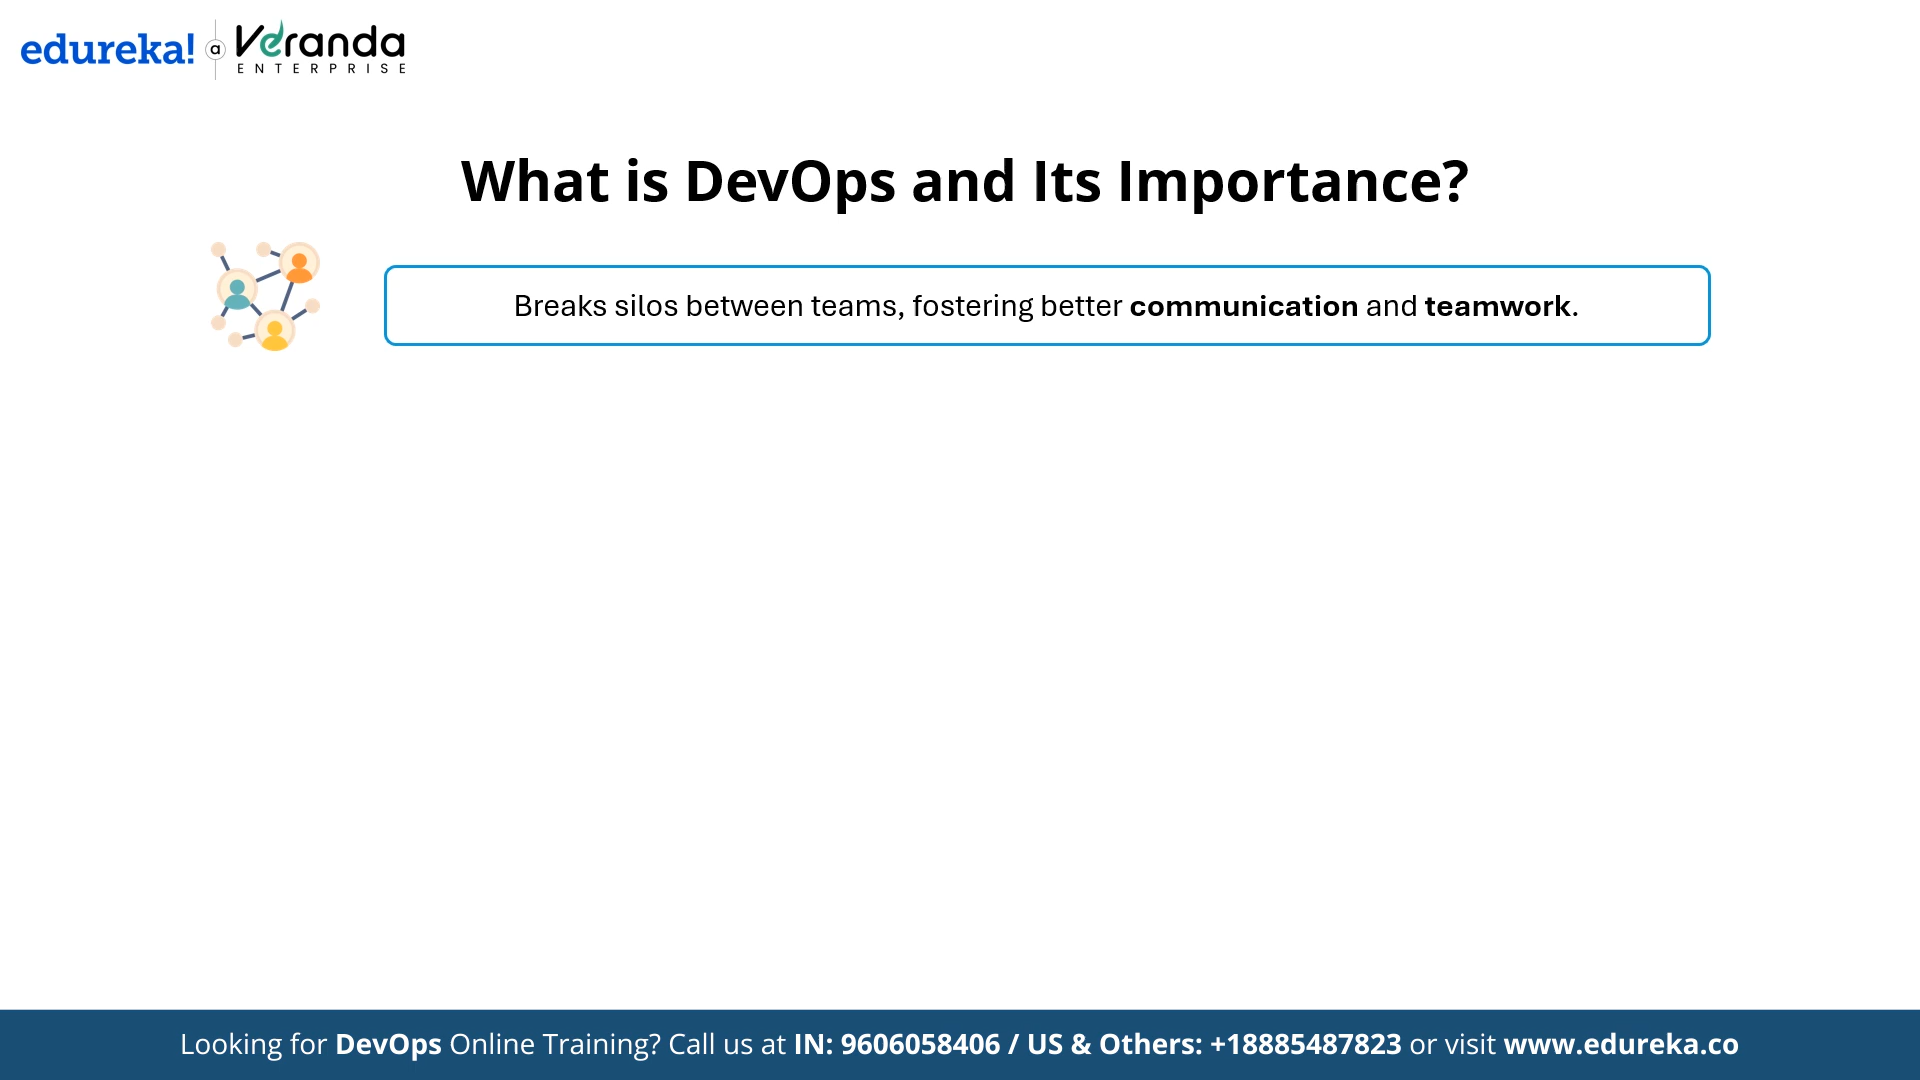 edureka! a Veranda
ENTERPRISE
What is DevOps and Its Importance?
Breaks silos between teams, fostering better communication and teamwork.
Looking for DevOps Online Training? Call us at IN: 9606058406 / US & Others: +18885487823 or visit www.edureka.co